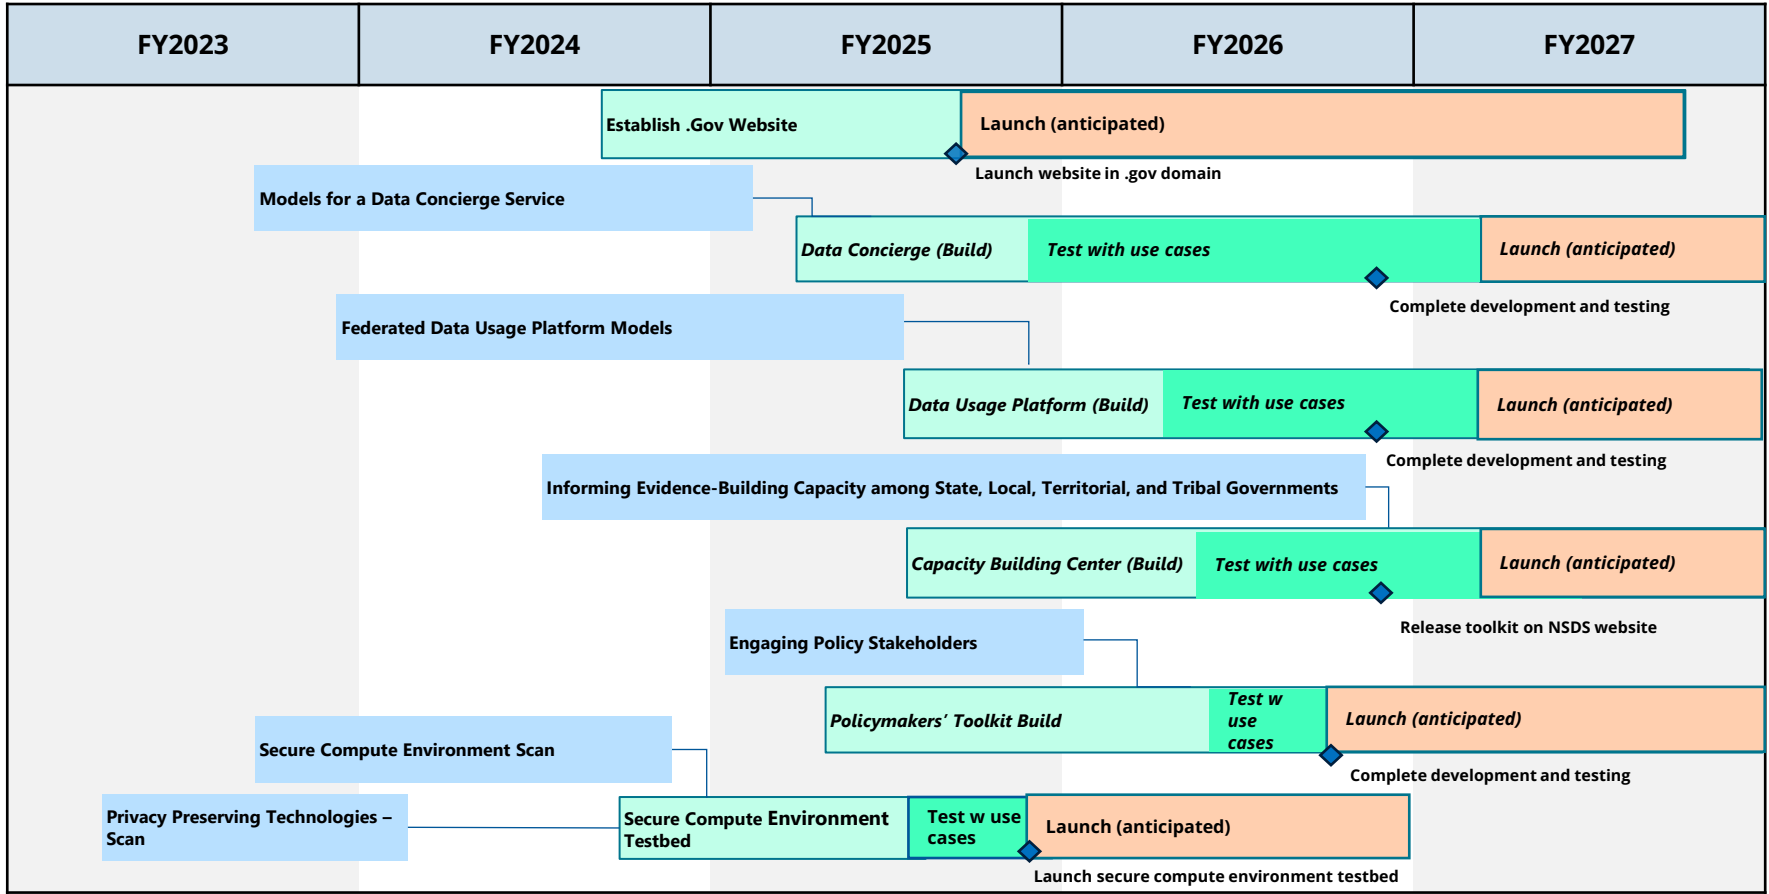 FY2023
FY2024
FY2025
FY2026
FY2027
Establish .Gov Website
Launch (anticipated)
Launch website in .gov domain
Models for a Data Concierge Service
Data Concierge (Build)
Test with use cases
Launch (anticipated)
Complete development and testing
Federated Data Usage Platform Models
Data Usage Platform (Build)
Test with use cases
Launch (anticipated)
Complete development and testing
Informing Evidence-Building Capacity among State, Local, Territorial, and Tribal Governments
Capacity Building Center (Build)
Test with use cases
Launch (anticipated)
Release toolkit on NSDS website
Engaging Policy Stakeholders
Policymakers’ Toolkit Build
Test w
use
cases
Launch (anticipated)
Complete development and testing
Secure Compute Environment Scan
Privacy Preserving Technologies –
Scan
Secure Compute Environment
Testbed
Test w use
cases
Launch (anticipated)
Launch secure compute environment testbed